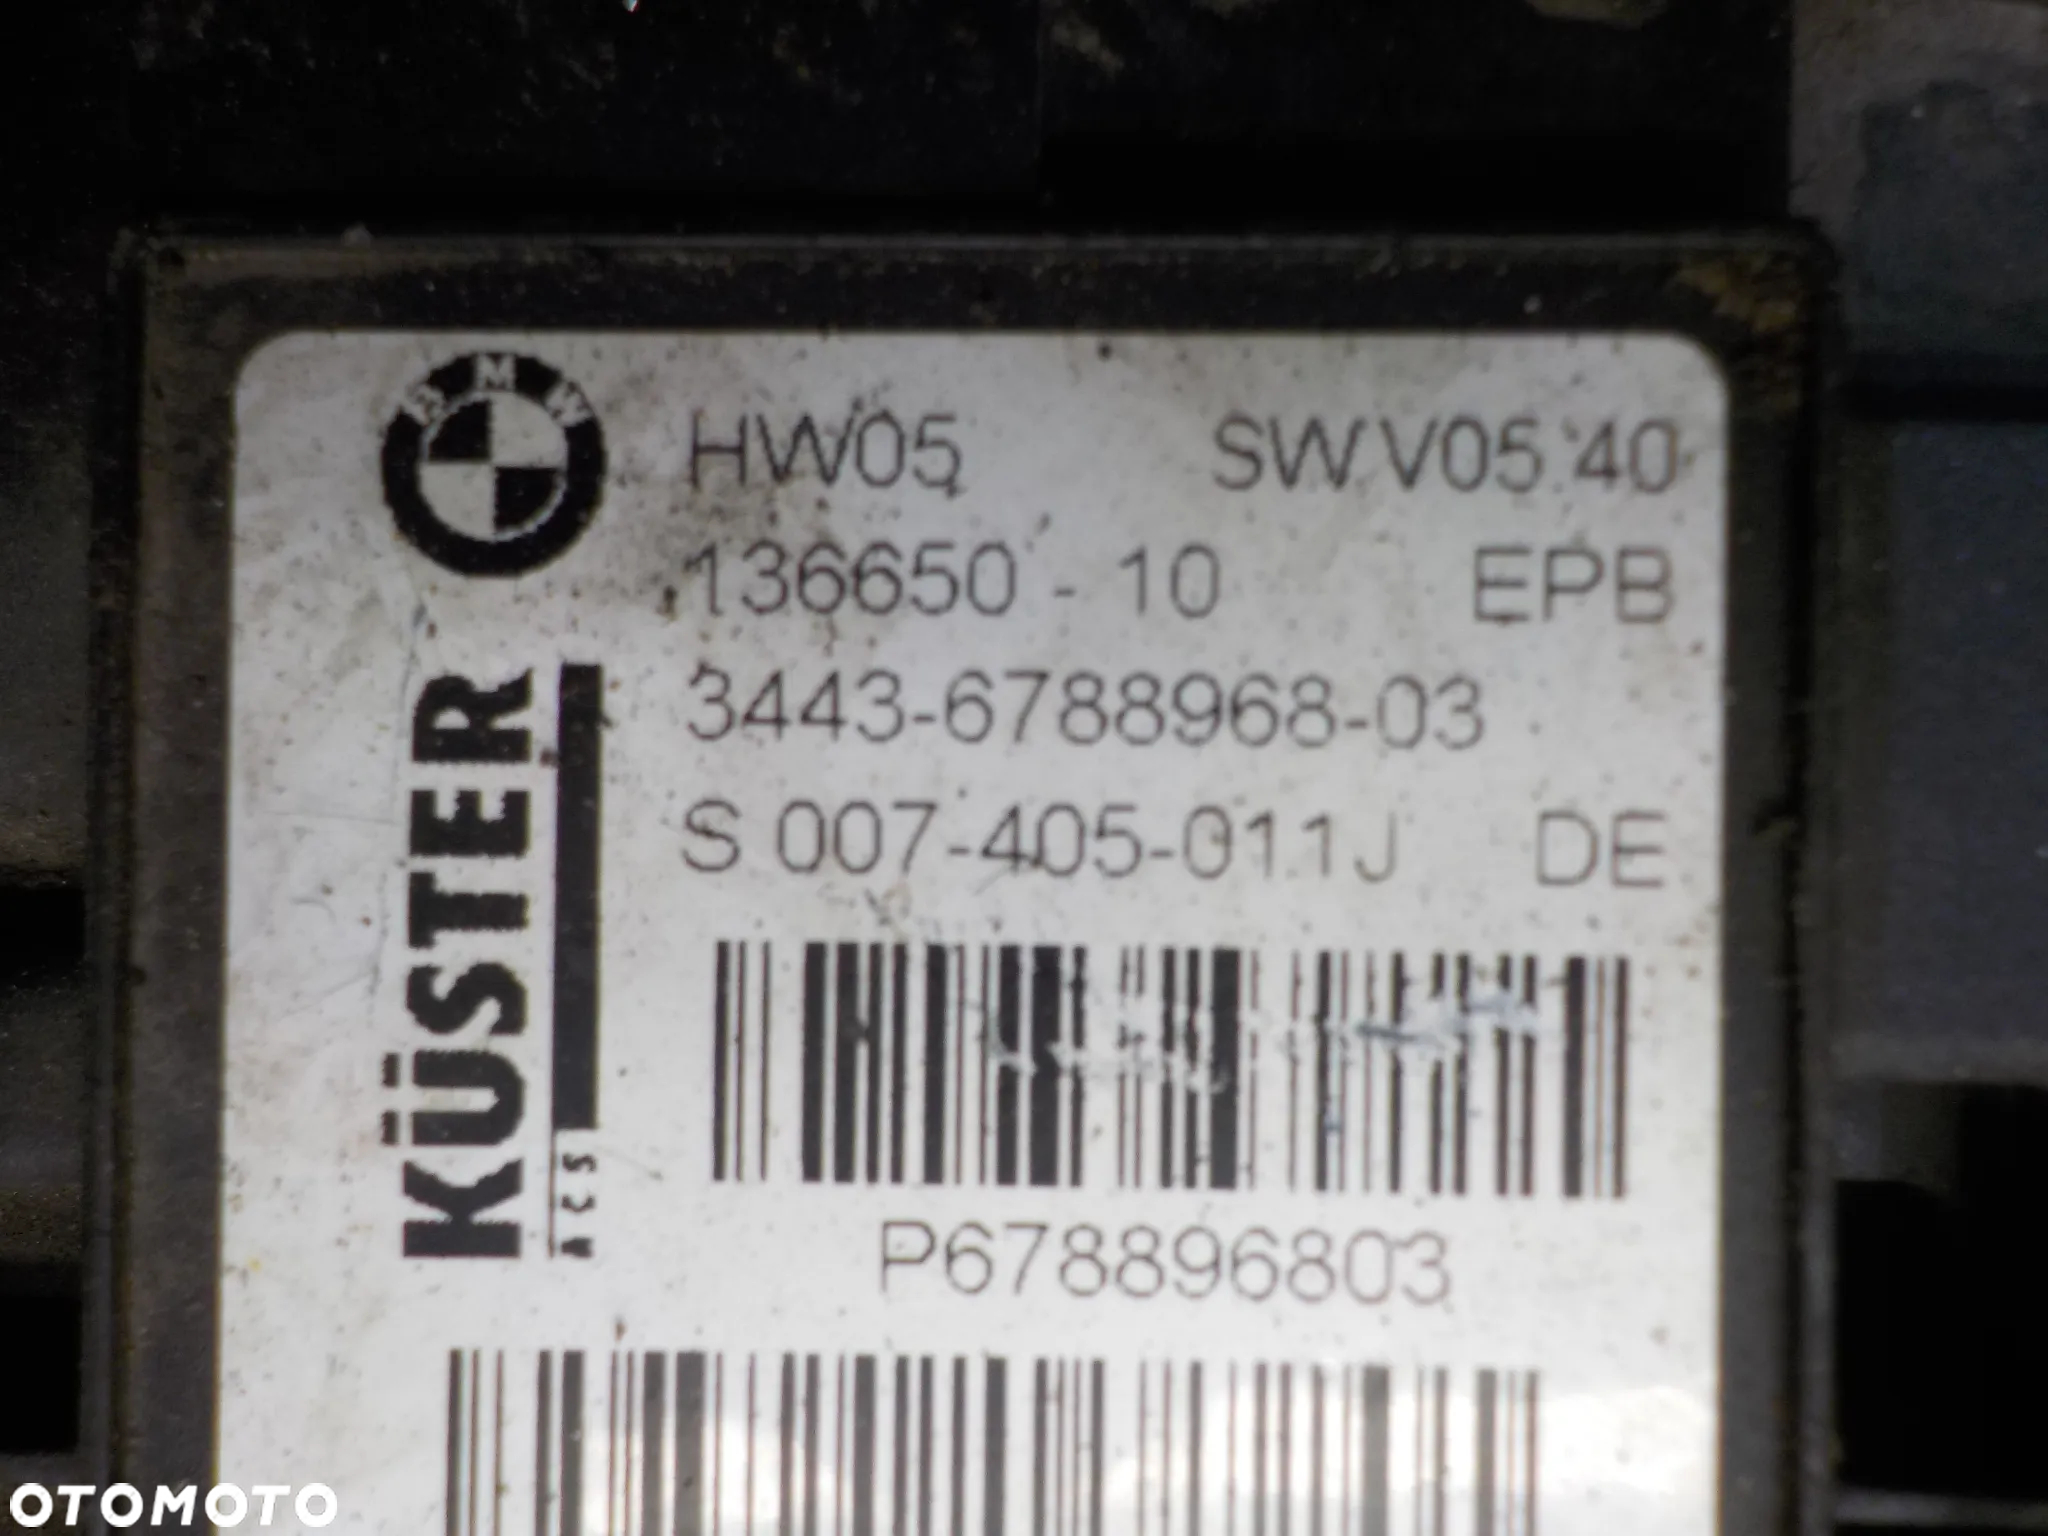 BMW
HW05 SW V05.40
136650 - 10 EPB
3443-6788968-03
S 007-405-011J DE
KÜSTER
ACS
P678896803
OTOMOTO